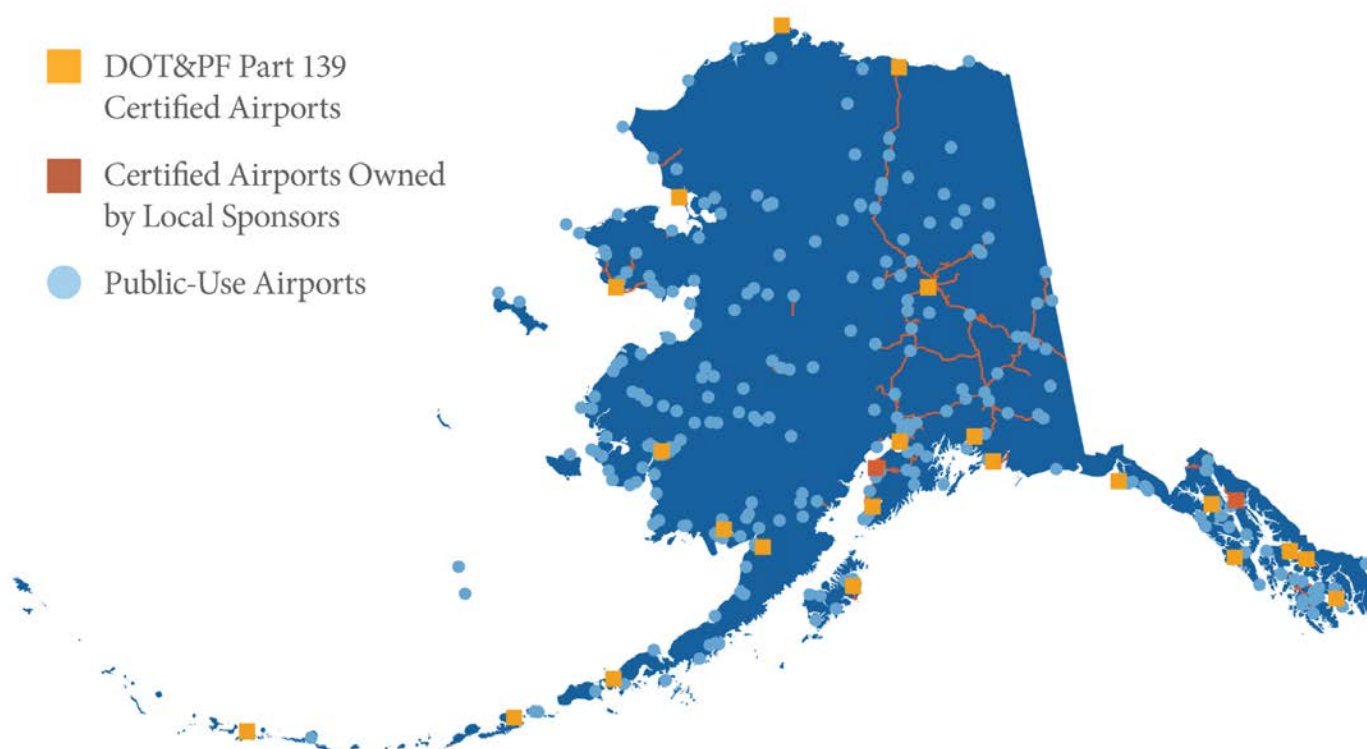 DOT&PF Part 139
Certified Airports
Certified Airports Owned
by Local Sponsors
Public-Use Airports